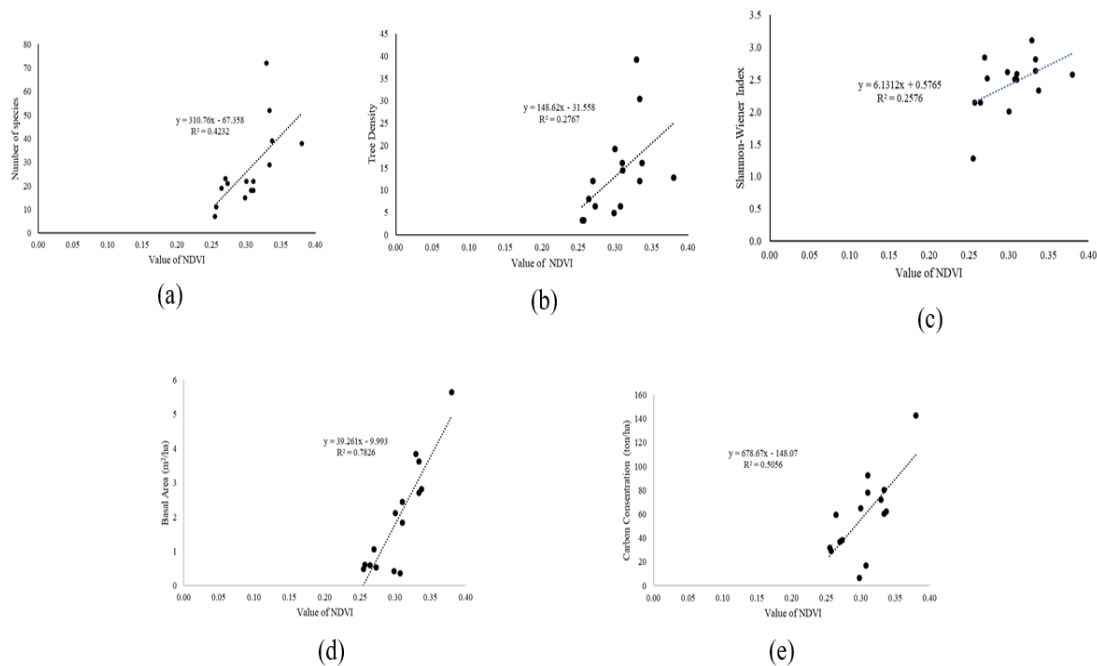 80
70
60
50
40
30
20
10
0
Number of species
y = 310.76x - 67.358
R² = 0.4232
0.00 0.05 0.10 0.15 0.20 0.25 0.30 0.35 0.40
Value of NDVI
(a)
45
40
35
30
25
20
15
10
5
0
Tree Density
y = 148.62x - 31.558
R² = 0.2767
0.00 0.05 0.10 0.15 0.20 0.25 0.30 0.35 0.40
Value of NDVI
(b)
3.5
3.0
2.5
2.0
1.5
1.0
0.5
0.0
Shannon-Wiener Index
y = 6.1312x + 0.5765
R² = 0.2576
0.00 0.05 0.10 0.15 0.20 0.25 0.30 0.35 0.40
Value of NDVI
(c)
6
5
4
3
2
1
0
Basal Area (m²/ha)
y = 39.261x - 9.993
R² = 0.7826
0.00 0.05 0.10 0.15 0.20 0.25 0.30 0.35 0.40
Value of NDVI
(d)
160
140
120
100
80
60
40
20
0
Carbon Consentration (ton/ha)
y = 678.67x - 148.07
R² = 0.5056
0.00 0.05 0.10 0.15 0.20 0.25 0.30 0.35 0.40
Value of NDVI
(e)